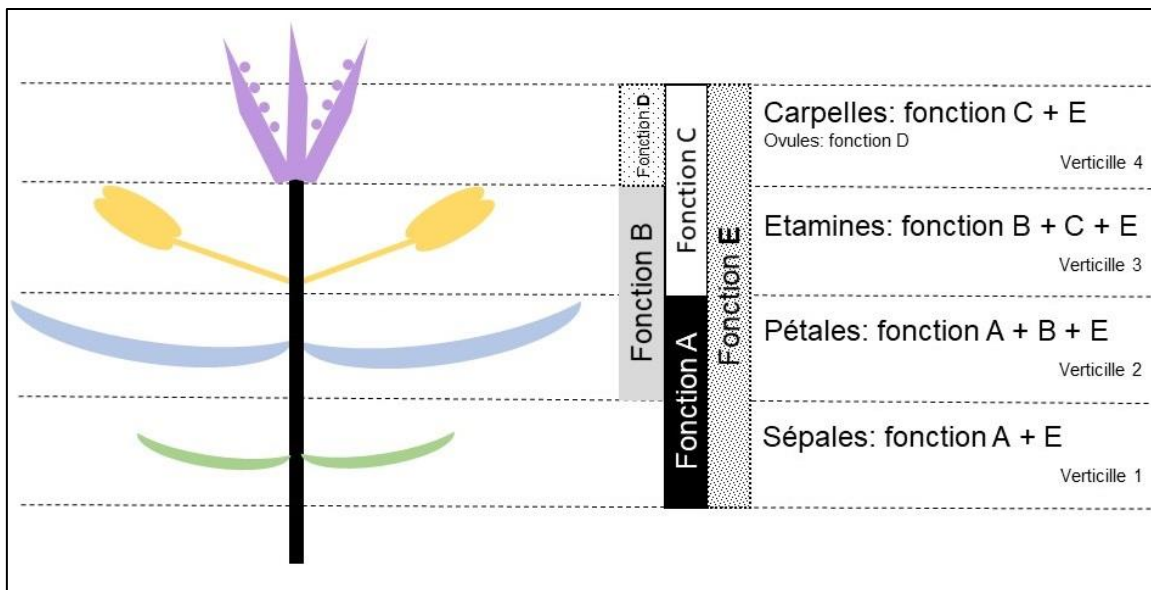 Fonction D
Fonction B
Fonction C
Fonction A
Fonction E
Carpelles: fonction C + E
Ovules: fonction D
Verticille 4
Etamines: fonction B + C + E
Verticille 3
Pétales: fonction A + B + E
Verticille 2
Sépales: fonction A + E
Verticille 1